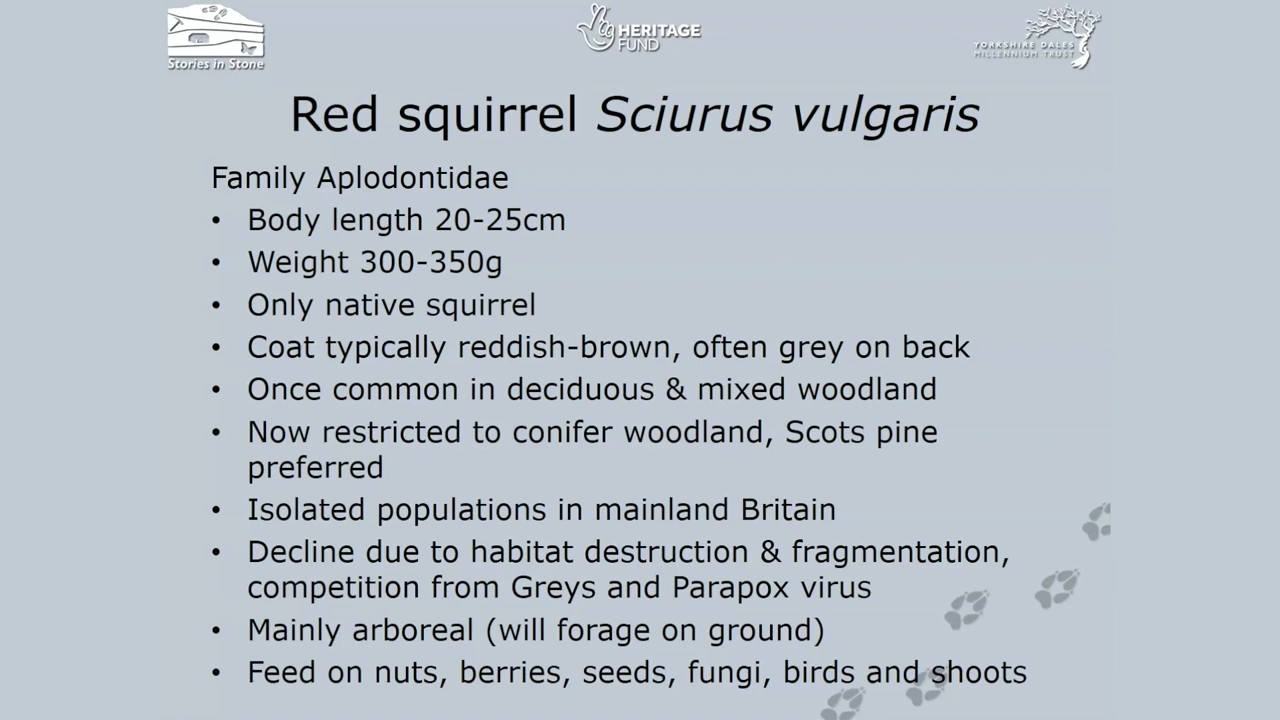 Stories in Stone
HERITAGE
FUND
YORKSHIRE DALES
MILLENNIUM TRUST
Red squirrel Sciurus vulgaris
Family Aplodontidae
• Body length 20-25cm
• Weight 300-350g
• Only native squirrel
• Coat typically reddish-brown, often grey on back
• Once common in deciduous & mixed woodland
• Now restricted to conifer woodland, Scots pine
preferred
• Isolated populations in mainland Britain
• Decline due to habitat destruction & fragmentation,
competition from Greys and Parapox virus
• Mainly arboreal (will forage on ground)
• Feed on nuts, berries, seeds, fungi, birds and shoots